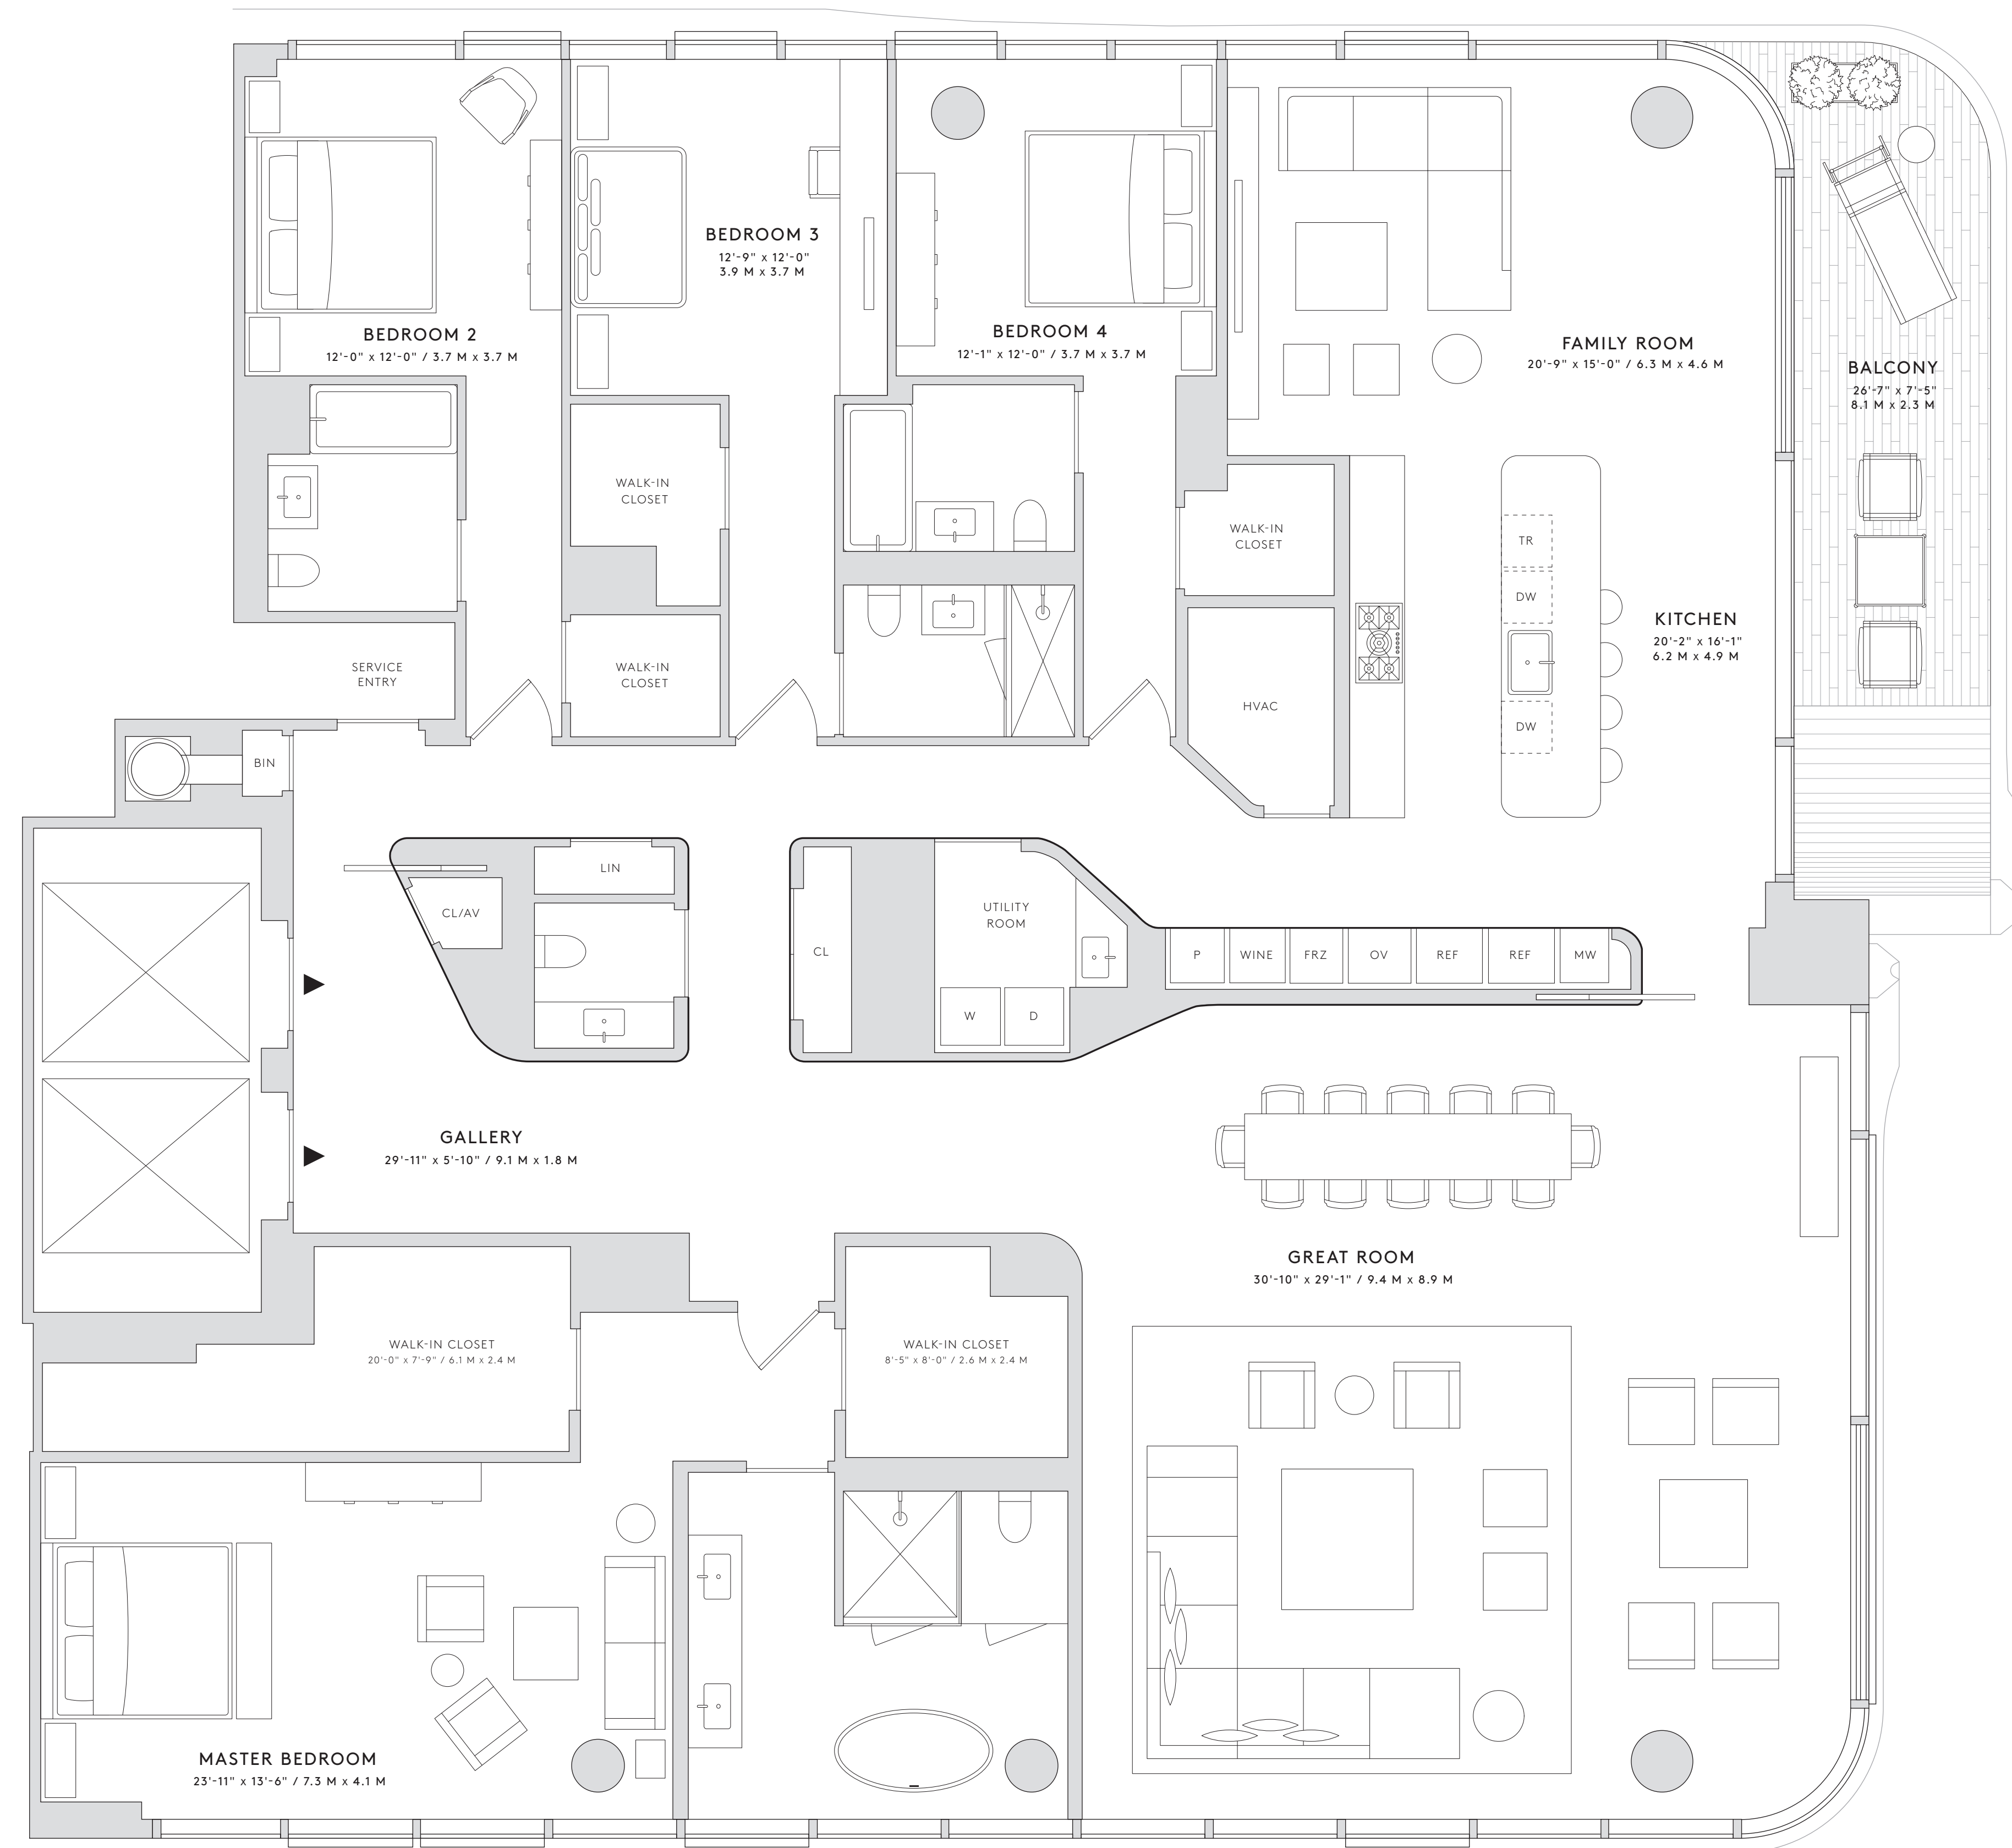 BEDROOM 2
12'-0" x 12'-0" / 3.7 M x 3.7 M
BEDROOM 3
12'-9" x 12'-0"
3.9 M x 3.7 M
BEDROOM 4
12'-1" x 12'-0" / 3.7 M x 3.7 M
FAMILY ROOM
20'-9" x 15'-0" / 6.3 M x 4.6 M
BALCONY
26'-7" x 7'-5"
8.1 M x 2.3 M
WALK-IN
CLOSET
WALK-IN
CLOSET
TR
DW
KITCHEN
20'-2" x 16'-1"
6.2 M x 4.9 M
SERVICE
ENTRY
WALK-IN
CLOSET
HVAC
DW
BIN
LIN
CL/AV
UTILITY
ROOM
CL
P
WINE
FRZ
OV
REF
REF
MW
W
D
GALLERY
29'-11" x 5'-10" / 9.1 M x 1.8 M
GREAT ROOM
30'-10" x 29'-1" / 9.4 M x 8.9 M
WALK-IN CLOSET
20'-0" x 7'-9" / 6.1 M x 2.4 M
WALK-IN CLOSET
8'-5" x 8'-0" / 2.6 M x 2.4 M
MASTER BEDROOM
23'-11" x 13'-6" / 7.3 M x 4.1 M